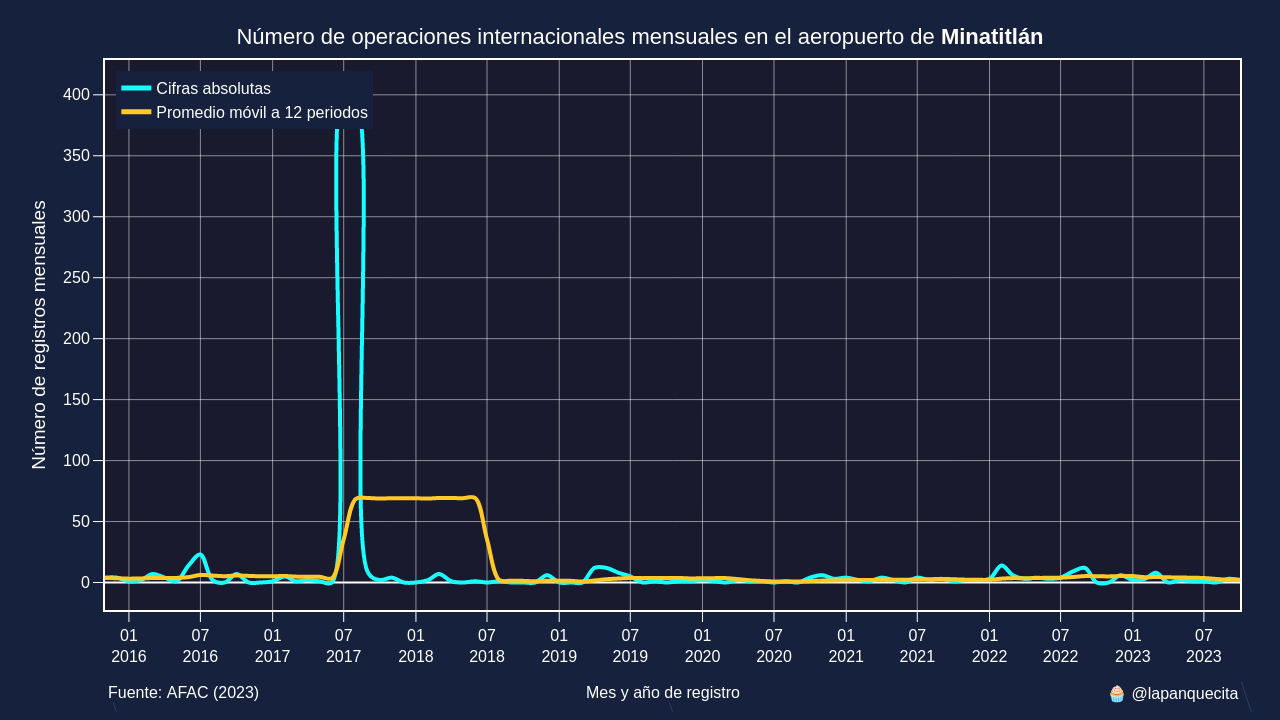 Número de operaciones internacionales mensuales en el aeropuerto de Minatitlán
Cifras absolutas
Promedio móvil a 12 periodos
Número de registros mensuales
400
350
300
250
200
150
100
50
0
01 07 01 07 01 07 01 07 01 07 01 07 01 07 01 07
2016 2016 2017 2017 2018 2018 2019 2019 2020 2020 2021 2021 2022 2022 2023 2023
Fuente: AFAC (2023)
Mes y año de registro
🧁 @lapanquecita